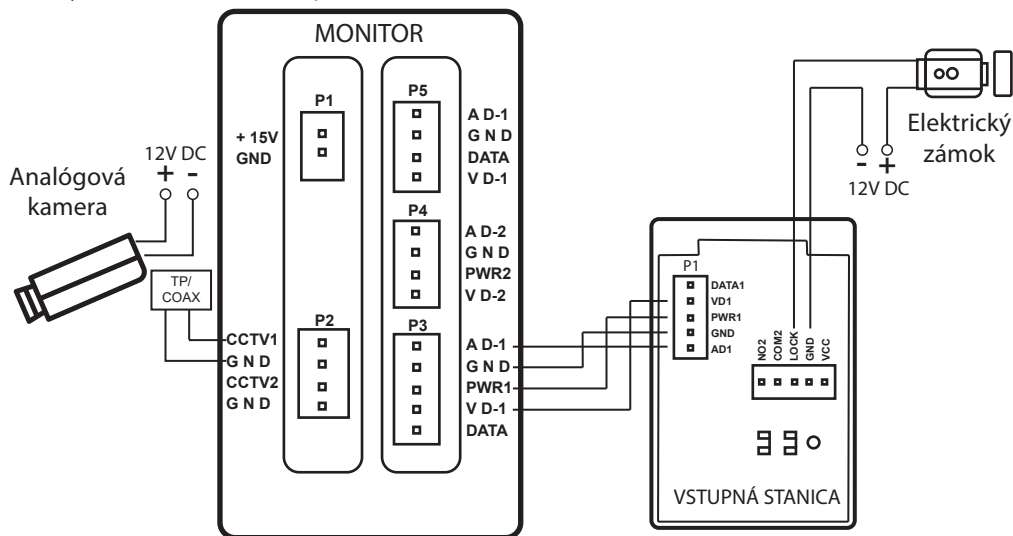 MONITOR
P1
+ 15V
GND
P5
A D-1
G N D
DATA
V D-1
P4
A D-2
G N D
PWR2
V D-2
P2
CCTV1
G N D
CCTV2
G N D
P3
A D-1
G N D
PWR1
V D-1
DATA
12V DC
+ -
Analógová
kamera
TP/
COAX
Elektrický
zámok
- +
12V DC
P1
DATA1
VD1
PWR1
GND
AD1
NO2
COM2
LOCK
GND
VCC
VSTUPNÁ STANICA